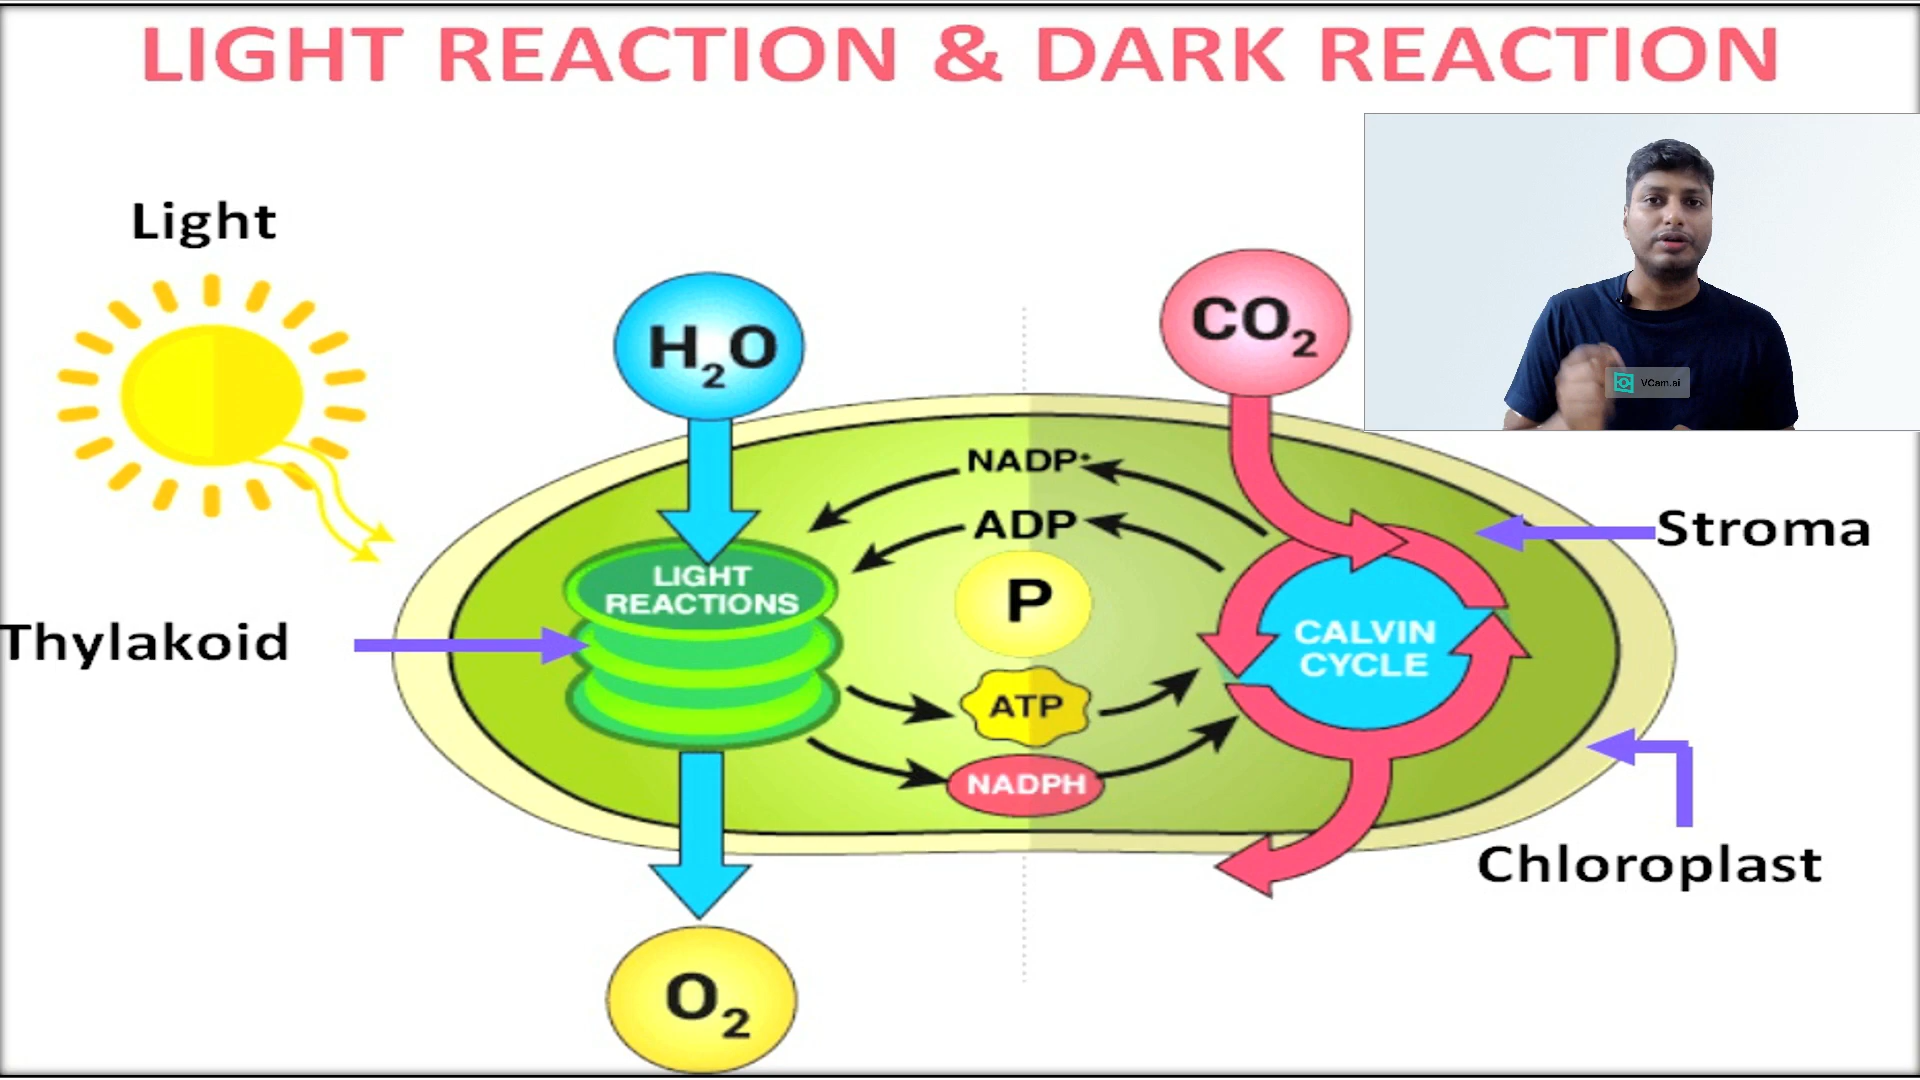 LIGHT REACTION & DARK REACTION
Light
H₂O
CO₂
VCam.ai
NADP⁺
ADP
Stroma
LIGHT
REACTIONS
P
Thylakoid
CALVIN
CYCLE
ATP
NADPH
Chloroplast
O₂